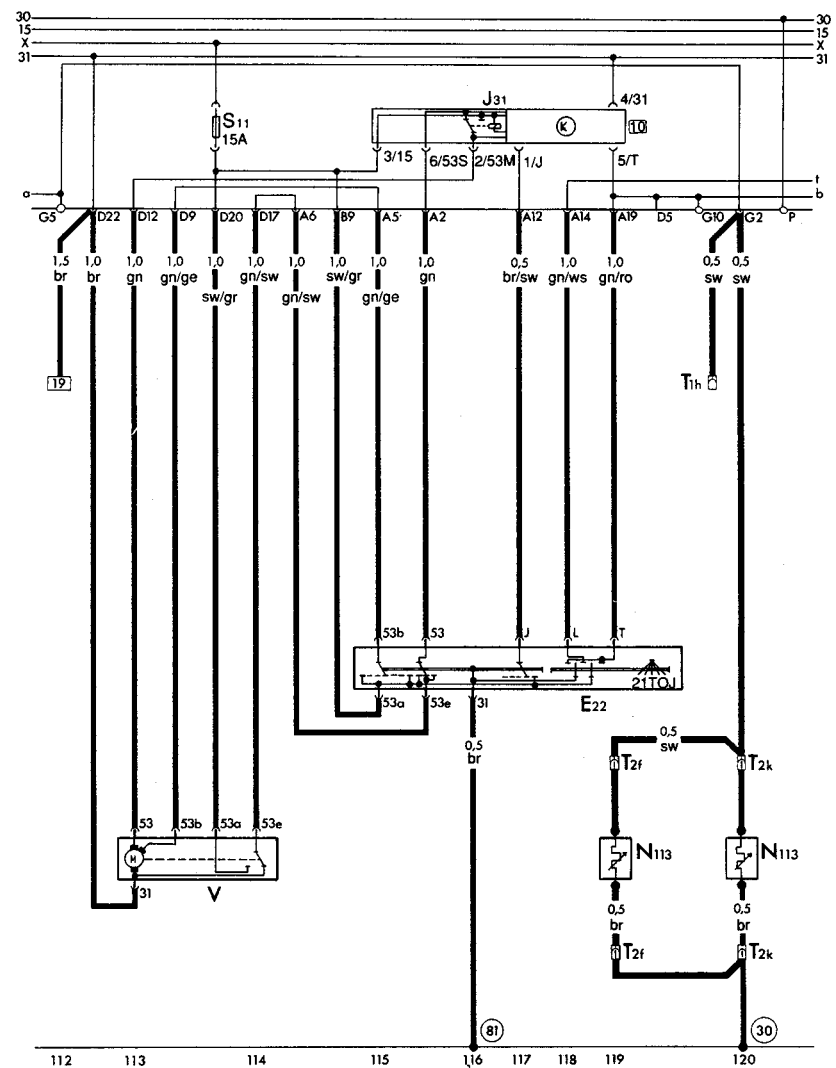 30 30
15 15
X X
31 31
J31 4/31
S11
15A
K 10
3/15 6/53S 2/53M 1/J 5/T
t
a b
G5 D22 D12 D9 D20 D17 A6 B9 A5 A2 A12 A14 A19 D5 G10 G2 P
1,5 1,0 1,0 1,0 1,0 1,0 1,0 1,0 1,0 1,0 0,5 1,0 1,0 0,5 0,5
br br gn gn/ge sw/gr gn/sw gn/sw sw/gr gn/ge gn br/sw gn/ws gn/ro sw sw
19 T1h
53b 53 J L T
21TOJ
53a 53e 31 E22
0,5
br
0,5
sw
T2f T2k
53 53b 53a 53e
M
N113 N113
V
31
0,5 0,5
br br
T2f T2k
81 30
112 113 114 115 116 117 118 119 120